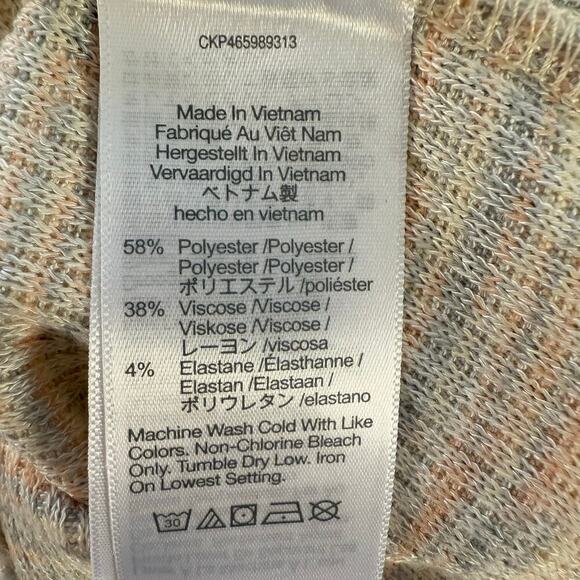 CKP465989313
Made In Vietnam
Fabriqué Au Viêt Nam
Hergestellt In Vietnam
Vervaardigd In Vietnam
ベトナム製
hecho en vietnam
58% Polyester /Polyester /
Polyester /Polyester /
ポリエステル /poliéster
38% Viscose /Viscose /
Viskose /Viscose /
レーヨン /viscosa
4% Elastane /Élasthanne /
Elastan /Elastaan /
ポリウレタン /elastano
Machine Wash Cold With Like
Colors. Non-Chlorine Bleach
Only. Tumble Dry Low. Iron
On Lowest Setting.
30